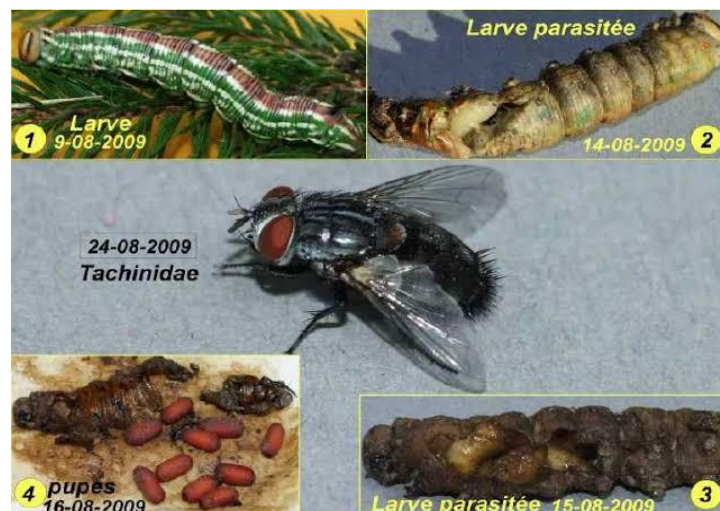 1
Larve
9-08-2009
Larve parasitée
14-08-2009
2
24-08-2009
Tachinidae
4
pupes
16-08-2009
Larve parasitée 15-08-2009
3